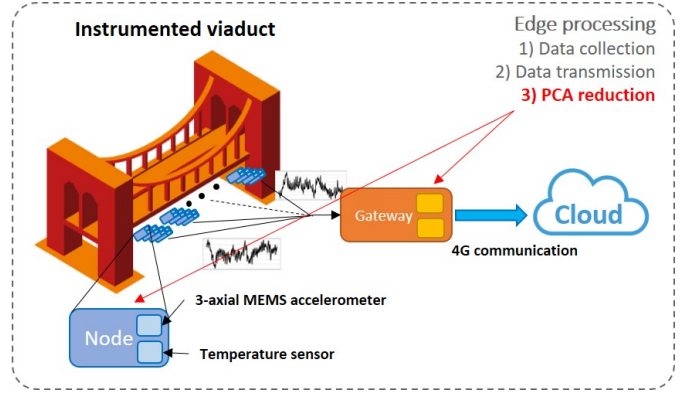 Instrumented viaduct
Edge processing
1) Data collection
2) Data transmission
3) PCA reduction
Gateway
Cloud
4G communication
3-axial MEMS accelerometer
Node
Temperature sensor